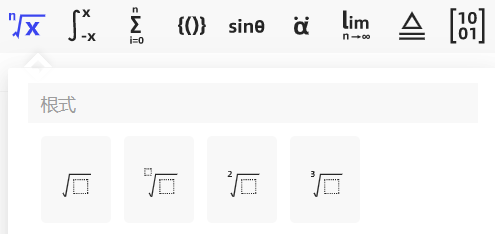 ⁿ√x ∫ˣ₋ₓ Σⁿᵢ₌₀ {()} sinθ α̈ lim n→∞ ≜ [10 01]
根式
√⬚ ⬚√⬚ ²√⬚ ³√⬚